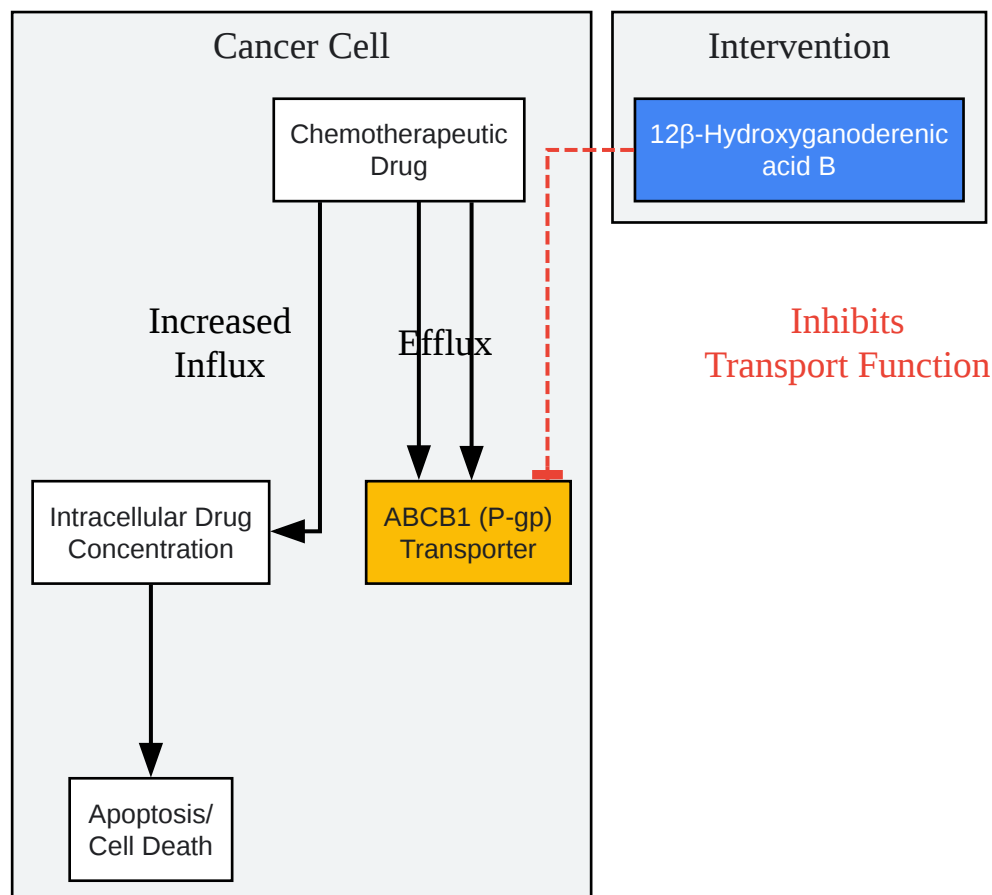 Cancer Cell
Intervention
Chemotherapeutic
Drug
12β-Hydroxyganoderenic
acid B
Increased
Influx
Efflux
Inhibits
Transport Function
Intracellular Drug
Concentration
ABCB1 (P-gp)
Transporter
Apoptosis/
Cell Death